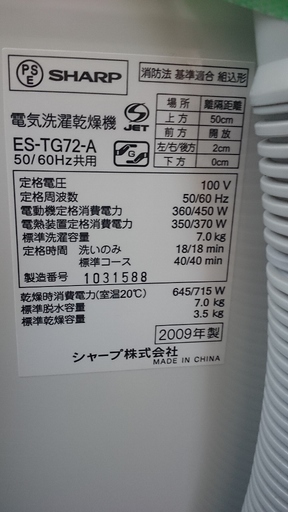 PSE SHARP
消防法 基準適合 組込形
電気洗濯乾燥機
S JET
ES-TG72-A
50/60Hz共用
G
場所 離隔距離
上方 50cm
前方 開放
左/右/後方 2cm
下方 0cm
定格電圧 100 V
定格周波数 50/60 Hz
電動機定格消費電力 360/450 W
電熱装置定格消費電力 350/370 W
標準洗濯容量 7.0 kg
定格時間 洗いのみ 18/18 min
標準コース 40/40 min
製造番号 1031588
乾燥時消費電力(室温20℃) 645/715 W
標準脱水容量 7.0 kg
標準乾燥容量 3.5 kg
2009年製
シャープ株式会社
MADE IN CHINA